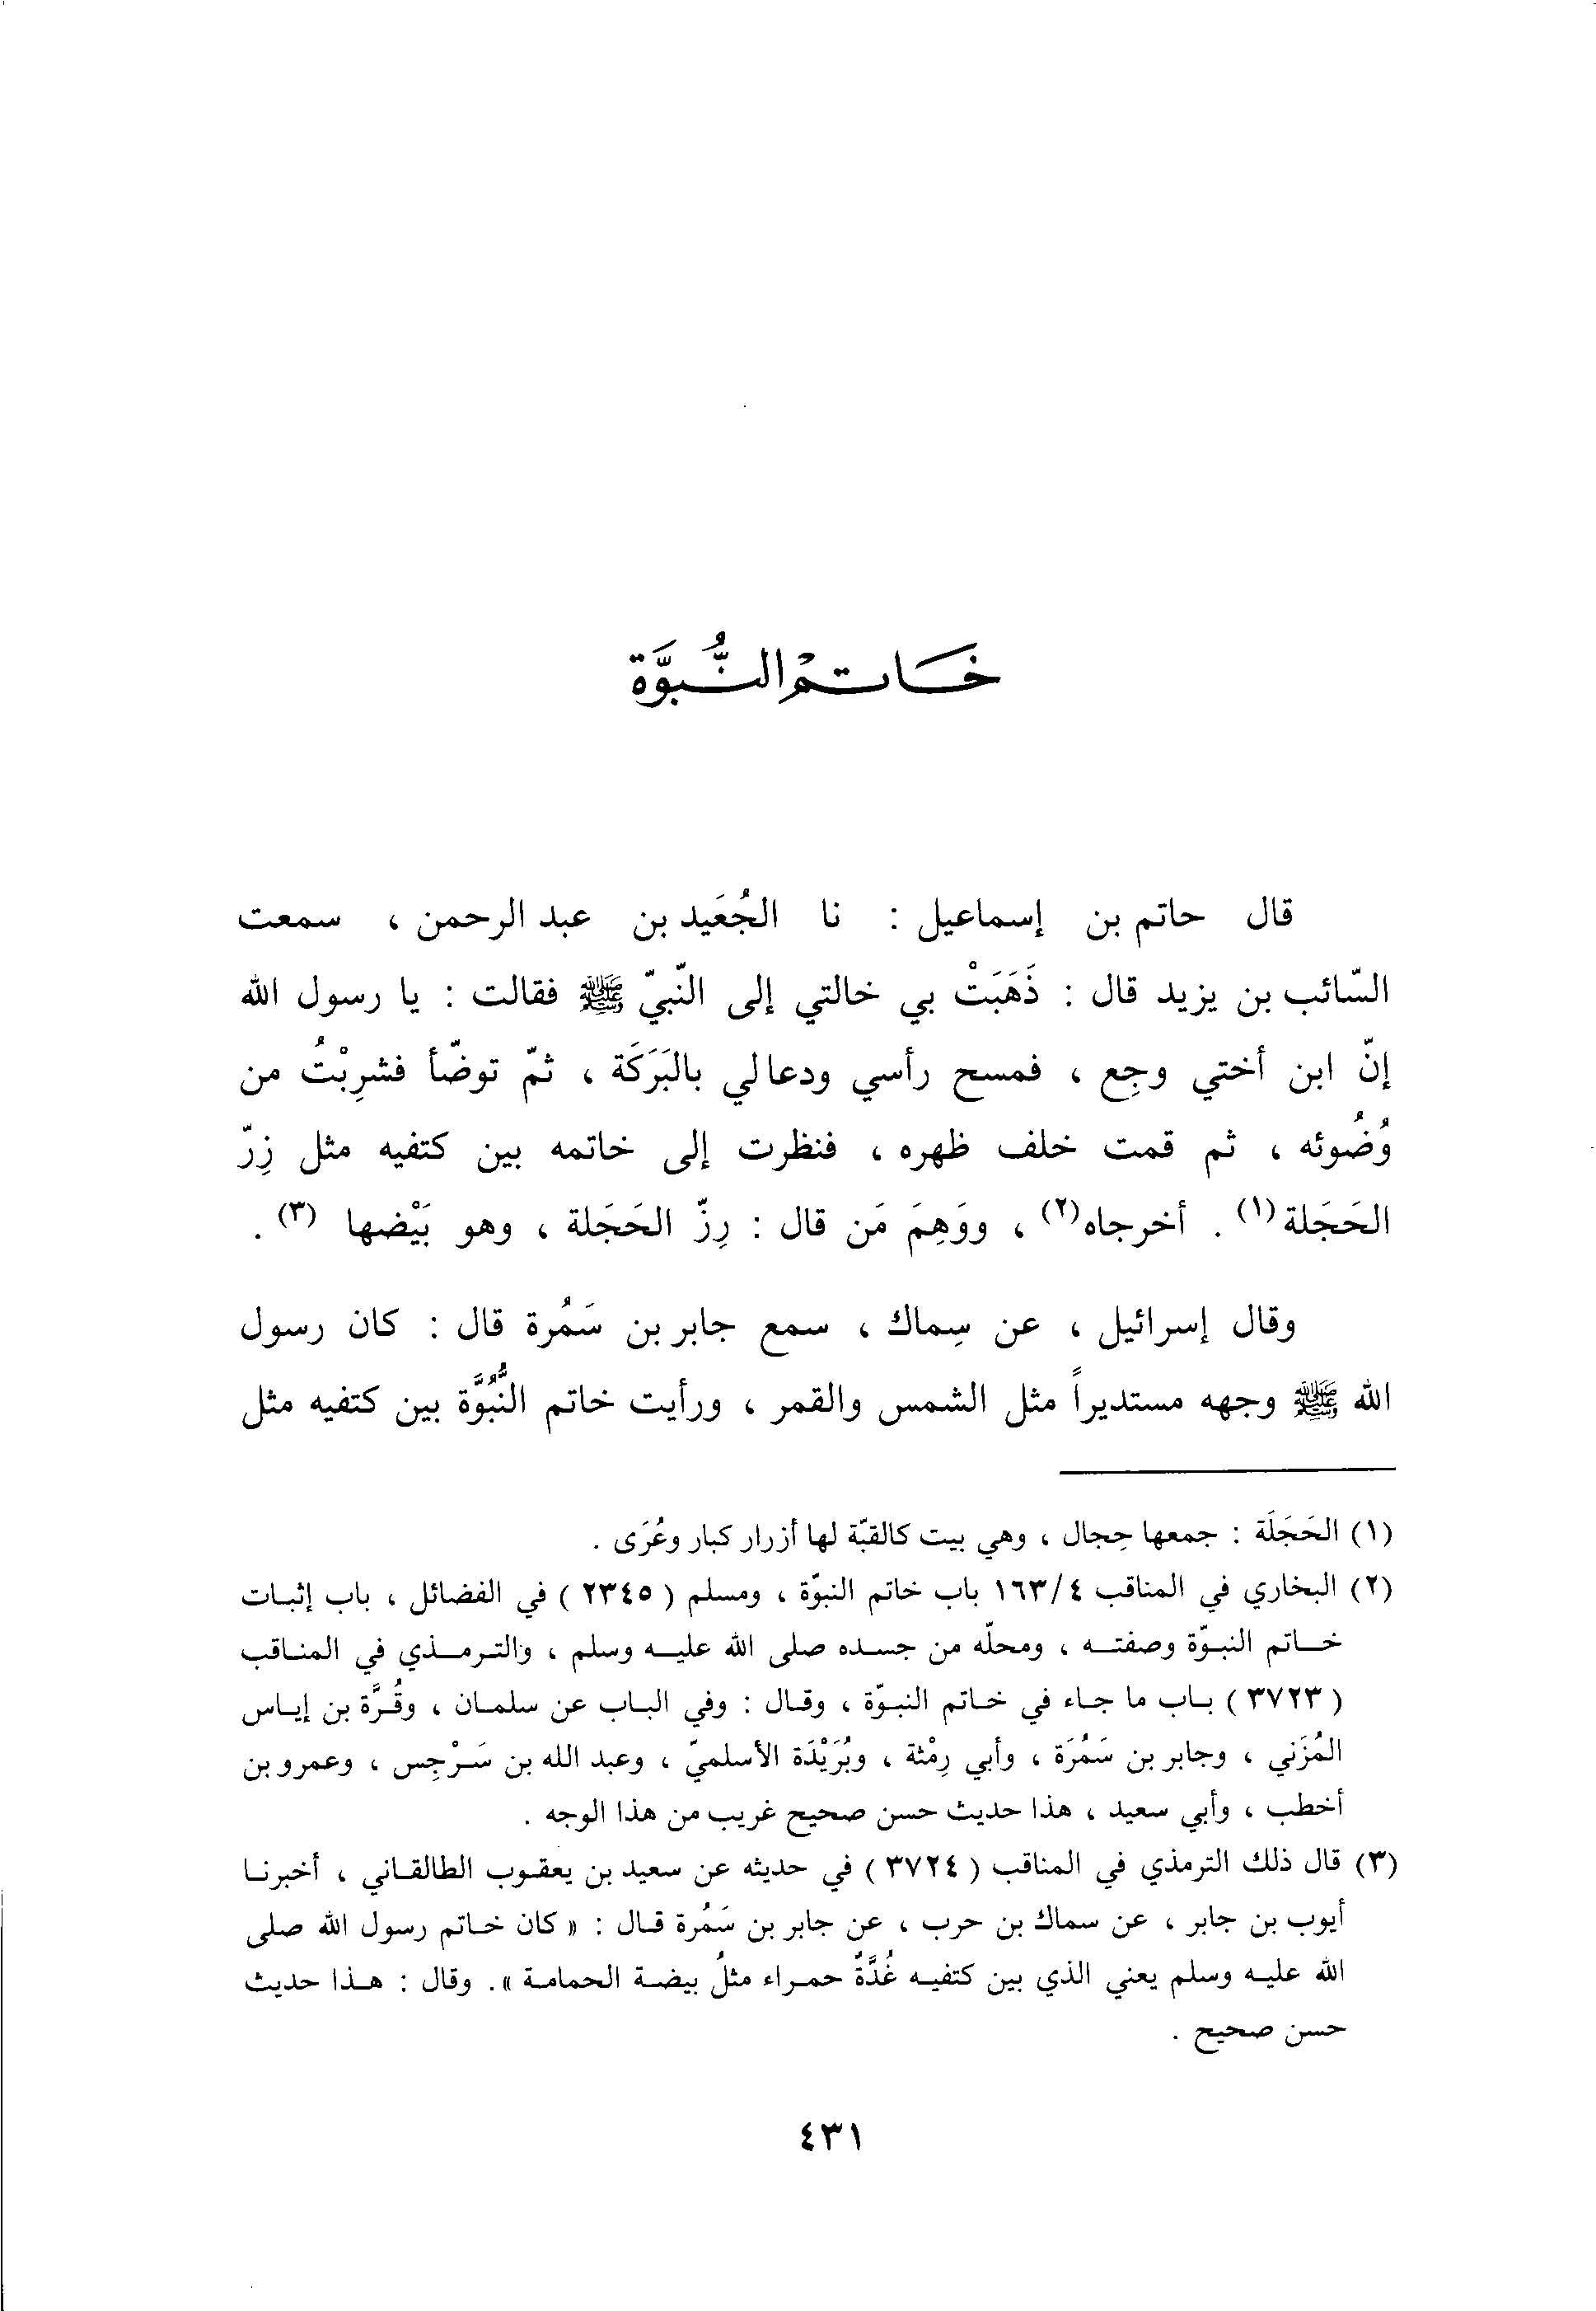 خَاتمْ النُّبوَّة
قال حاتم بن إسماعيل : نا الجُعَيد بن عبد الرحمن ، سمعت
السّائب بن يزيد قال : ذَهَبَتْ بي خالتي إلى النّبيّ ﷺ فقالت : يا رسول الله
إنّ ابن أختي وجِع ، فمسح رأسي ودعا لي بالبَرَكَة ، ثمّ توضّأ فشرِبْتُ من
وُضُوئه ، ثم قمت خلف ظهره ، فنظرت إلى خاتمه بين كتفيه مثل زِرّ
الحَجَلة(١) . أخرجاه(٢) ، ووَهِمَ مَن قال : رِزّ الحَجَلة ، وهو بَيْضها (٣) .
وقال إسرائيل ، عن سِماك ، سمع جابر بن سَمُرة قال : كان رسول
الله ﷺ وجهه مستديراً مثل الشمس والقمر ، ورأيت خاتم النُّبُوَّة بين كتفيه مثل
(١) الحَجَلَة : جمعها حِجال ، وهي بيت كالقبّة لها أزرار كبار وعُرَى .
(٢) البخاري في المناقب ٤/‏١٦٣ باب خاتم النبوّة ، ومسلم ( ٢٣٤٥ ) في الفضائل ، باب إثبات
خاتم النبوّة وصفته ، ومحلّه من جسده صلى الله عليه وسلم ، والترمذي في المناقب
( ٣٧٢٣ ) باب ما جاء في خاتم النبوّة ، وقال : وفي الباب عن سلمان ، وقُرَّة بن إياس
المُزَني ، وجابر بن سَمُرَة ، وأبي رِمْثة ، وبُرَيْدَة الأسلميّ ، وعبد الله بن سَرْجِس ، وعمرو بن
أخطب ، وأبي سعيد ، هذا حديث حسن صحيح غريب من هذا الوجه .
(٣) قال ذلك الترمذي في المناقب ( ٣٧٢٤ ) في حديثه عن سعيد بن يعقوب الطالقاني ، أخبرنا
أيوب بن جابر ، عن سماك بن حرب ، عن جابر بن سَمُرة قال : « كان خاتم رسول الله صلى
الله عليه وسلم يعني الذي بين كتفيه غُدَّةً حمراء مثلُ بيضة الحمامة ». وقال : هذا حديث
حسن صحيح .
٤٣١